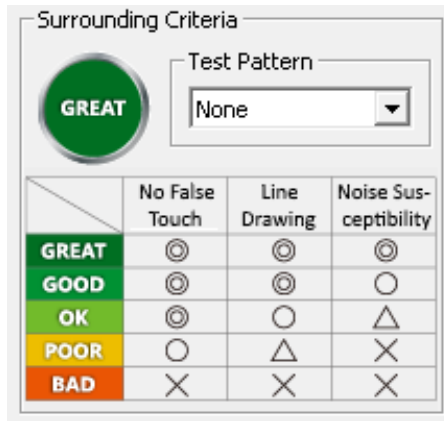 Surrounding Criteria
Test Pattern
GREAT
None
No False Touch
Line Drawing
Noise Sus-ceptibility
GREAT ◎ ◎ ◎
GOOD ◎ ◎ ○
OK ◎ ○ △
POOR ○ △ ×
BAD × × ×